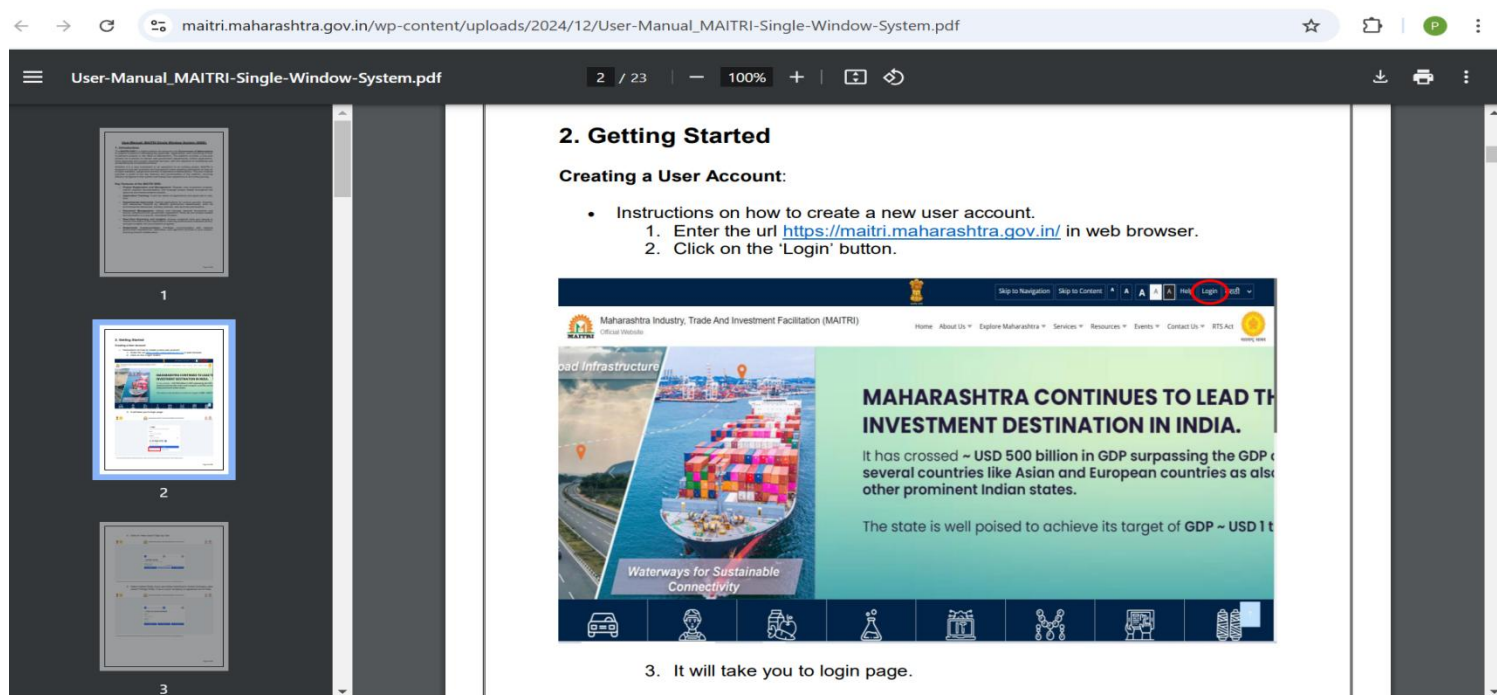 maitri.maharashtra.gov.in/wp-content/uploads/2024/12/User-Manual_MAITRI-Single-Window-System.pdf
P
User-Manual_MAITRI-Single-Window-System.pdf
2 / 23
100%
1
2
3
2. Getting Started
Creating a User Account:
• Instructions on how to create a new user account.
1. Enter the url https://maitri.maharashtra.gov.in/ in web browser.
2. Click on the ‘Login’ button.
Skip to Navigation Skip to Content A A A A A Help Login मराठी
MAITRI
Maharashtra Industry, Trade And Investment Facilitation (MAITRI)
Official Website
Home About Us Explore Maharashtra Services Resources Events Contact Us RTS Act
oad Infrastructure
MAHARASHTRA CONTINUES TO LEAD TH
INVESTMENT DESTINATION IN INDIA.
It has crossed ~ USD 500 billion in GDP surpassing the GDP
several countries like Asian and European countries as als
other prominent Indian states.
The state is well poised to achieve its target of GDP ~ USD 1 t
Waterways for Sustainable
Connectivity
3. It will take you to login page.